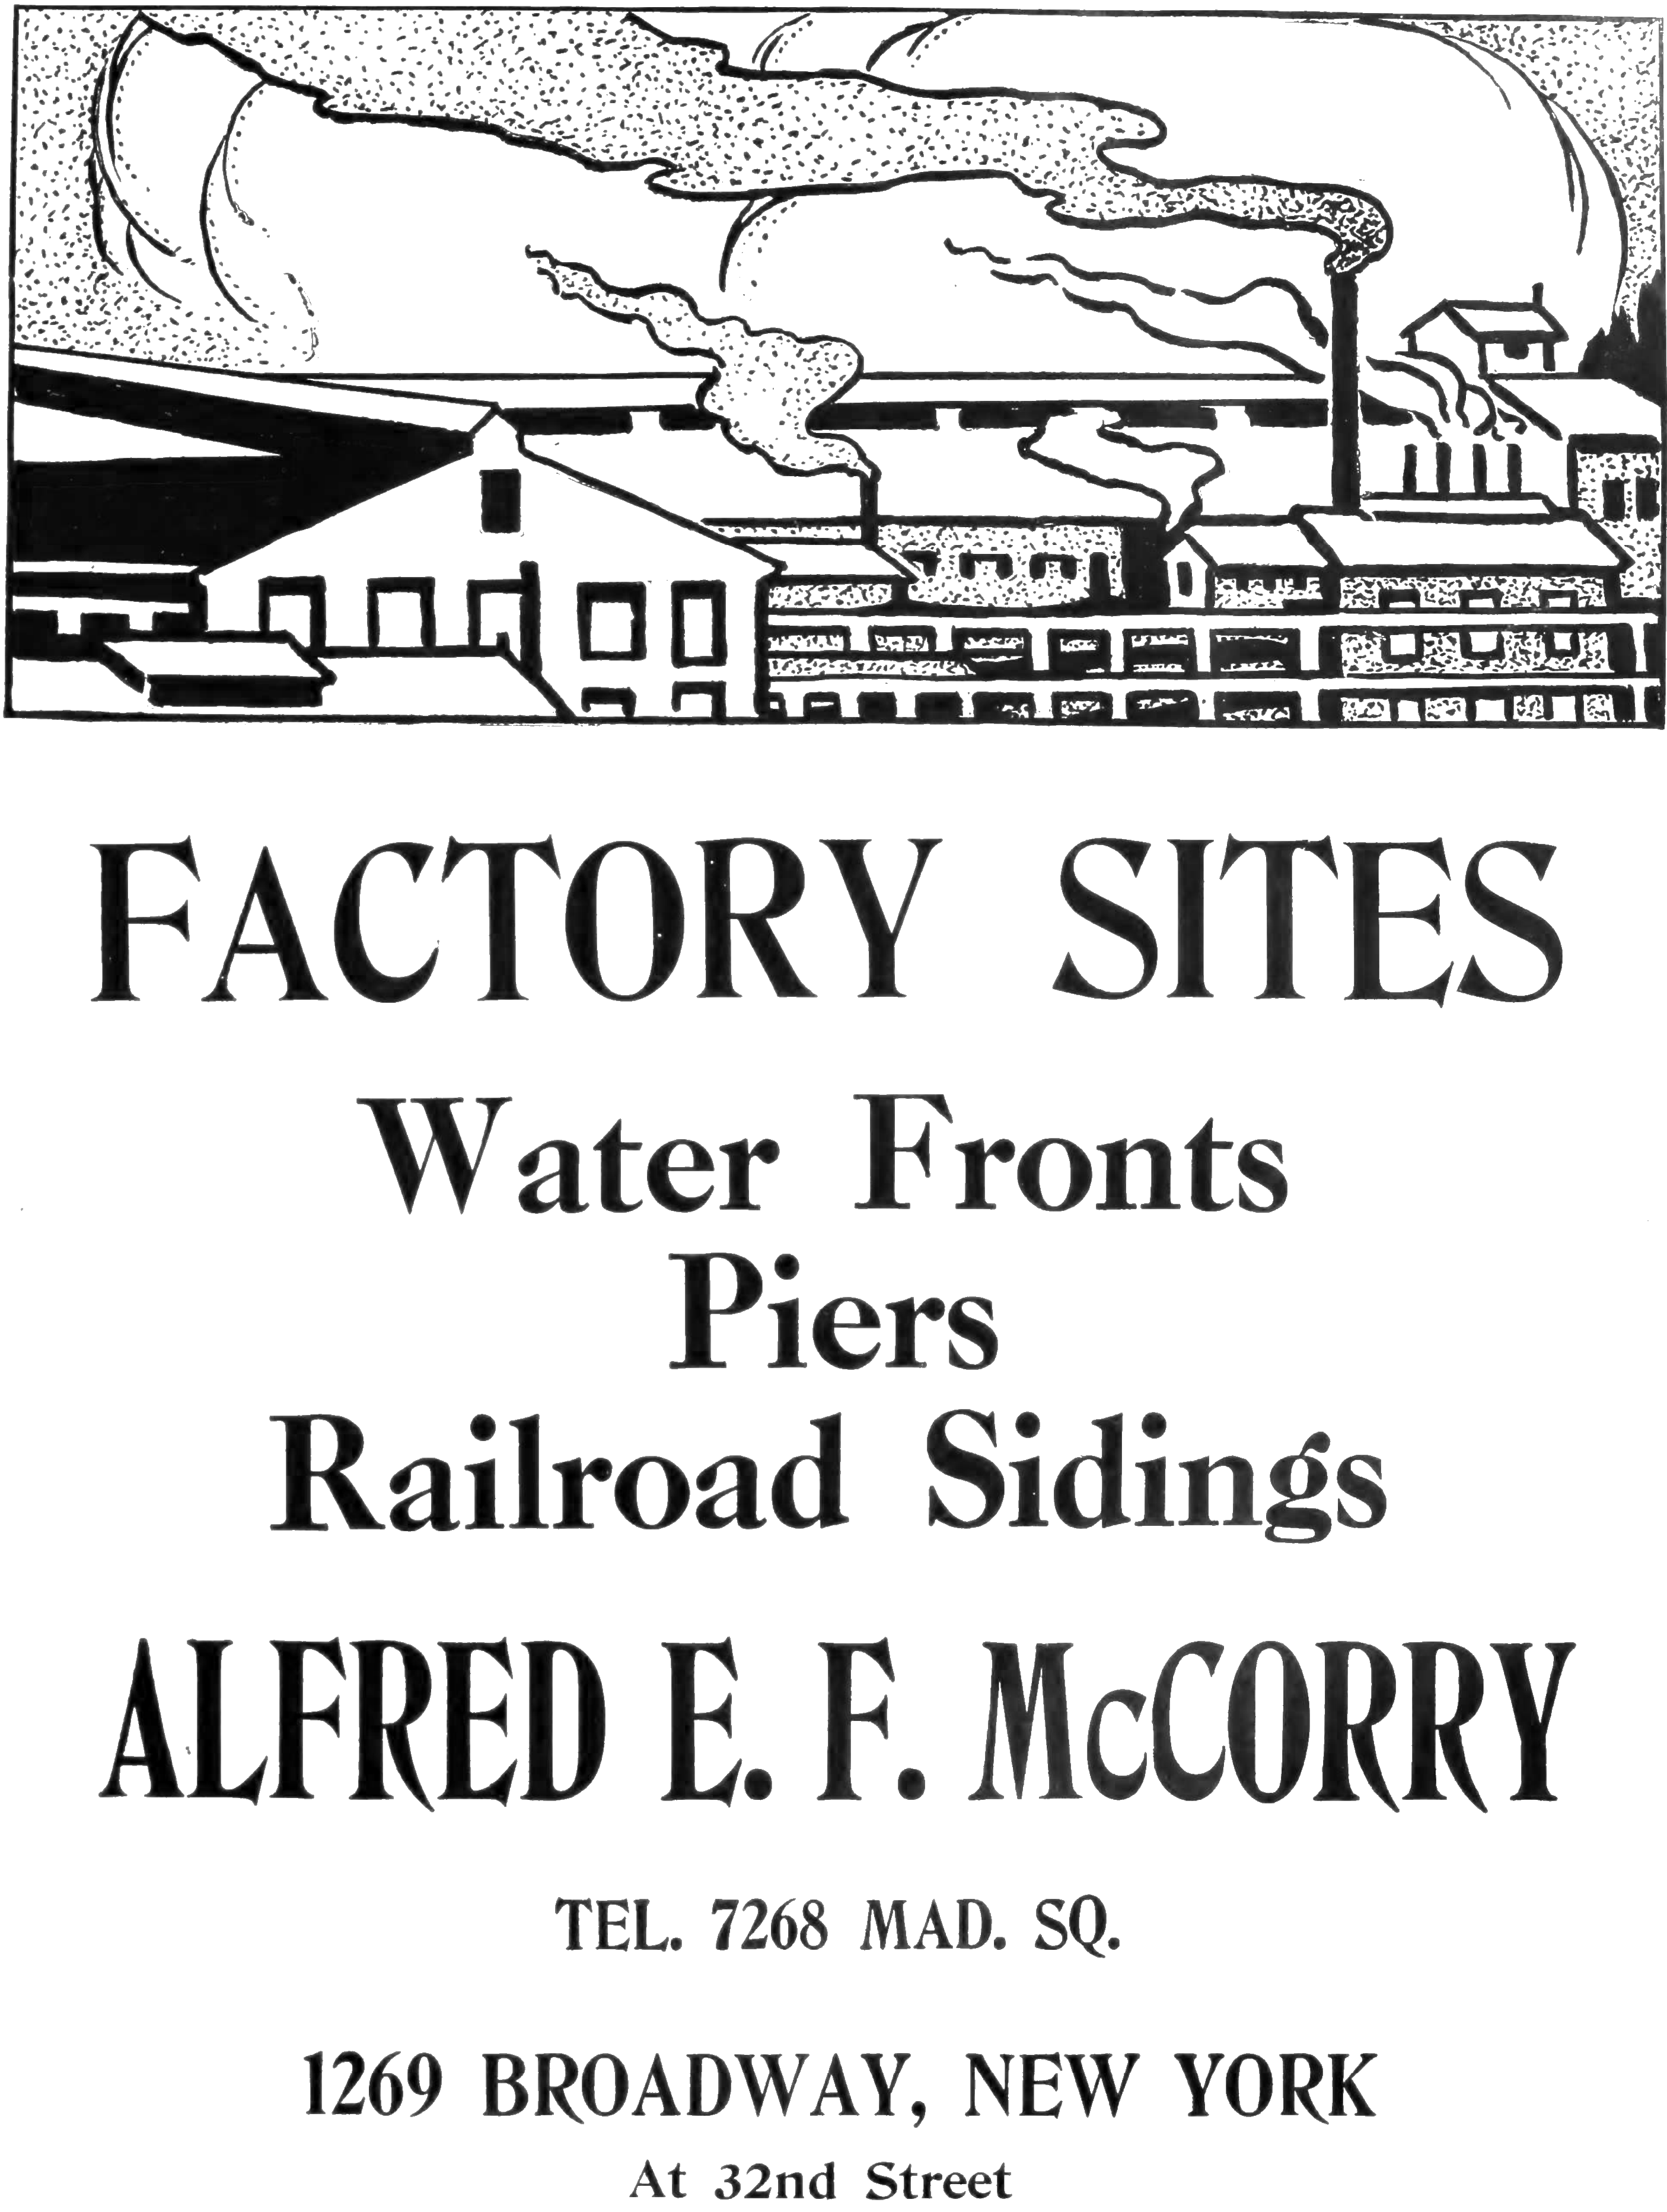 FACTORY SITES
Water Fronts
Piers
Railroad Sidings
ALFRED E. F. McCORRY
TEL. 7268 MAD. SQ.
1269 BROADWAY, NEW YORK
At 32nd Street